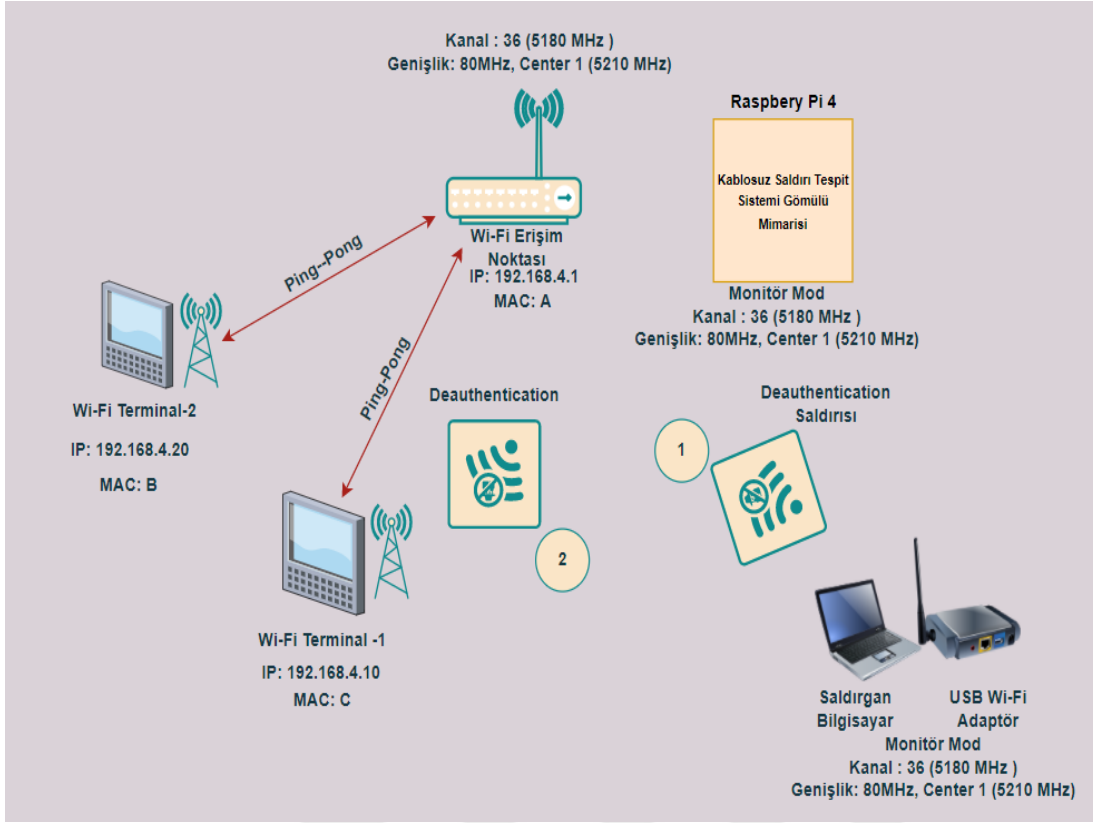 Kanal : 36 (5180 MHz )
Genişlik: 80MHz, Center 1 (5210 MHz)
Raspbery Pi 4
Kablosuz Saldırı Tespit
Sistemi Gömülü
Mimarisi
Ping--Pong
Wi-Fi Erişim
Noktası
IP: 192.168.4.1
MAC: A
Monitör Mod
Kanal : 36 (5180 MHz )
Genişlik: 80MHz, Center 1 (5210 MHz)
Ping-Pong
Wi-Fi Terminal-2
IP: 192.168.4.20
MAC: B
Deauthentication
2
Deauthentication
Saldırısı
1
Wi-Fi Terminal -1
IP: 192.168.4.10
MAC: C
Saldırgan
Bilgisayar
USB Wi-Fi
Adaptör
Monitör Mod
Kanal : 36 (5180 MHz )
Genişlik: 80MHz, Center 1 (5210 MHz)